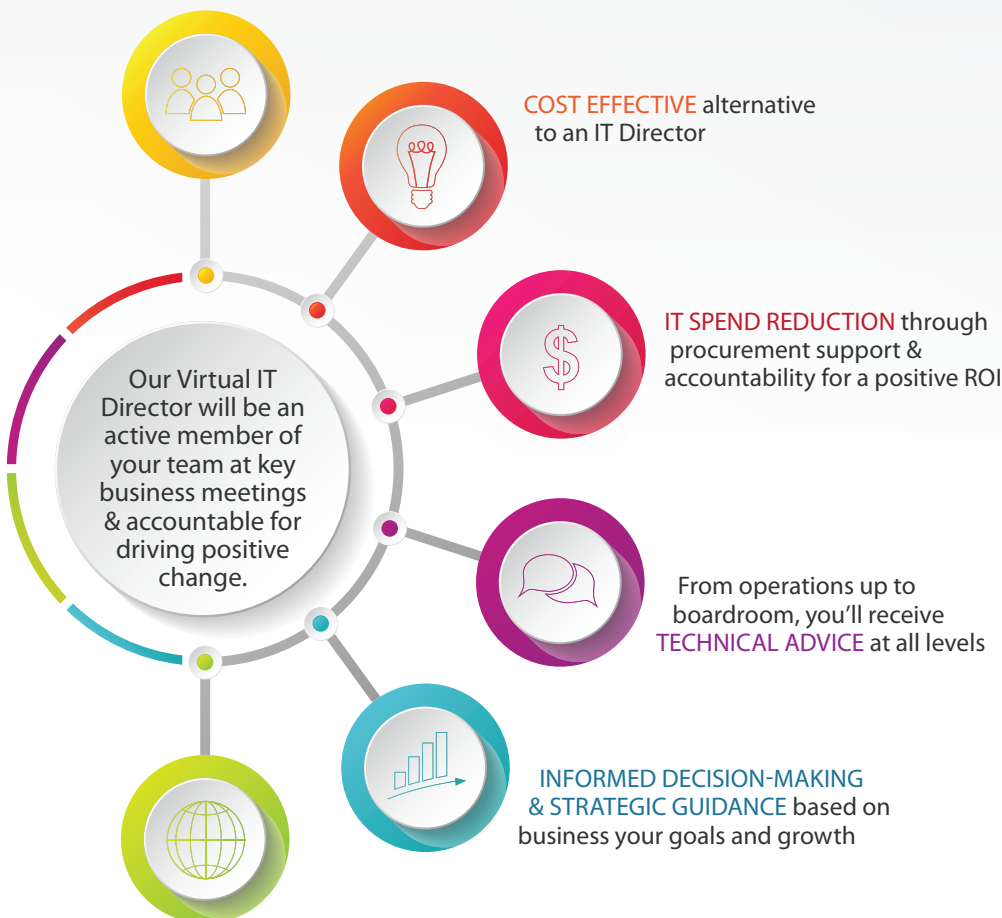 COST EFFECTIVE alternative
to an IT Director
IT SPEND REDUCTION through
procurement support &
accountability for a positive ROI
Our Virtual IT
Director will be an
active member of
your team at key
business meetings
& accountable for
driving positive
change.
From operations up to
boardroom, you’ll receive
TECHNICAL ADVICE at all levels
INFORMED DECISION-MAKING
& STRATEGIC GUIDANCE based on
business your goals and growth